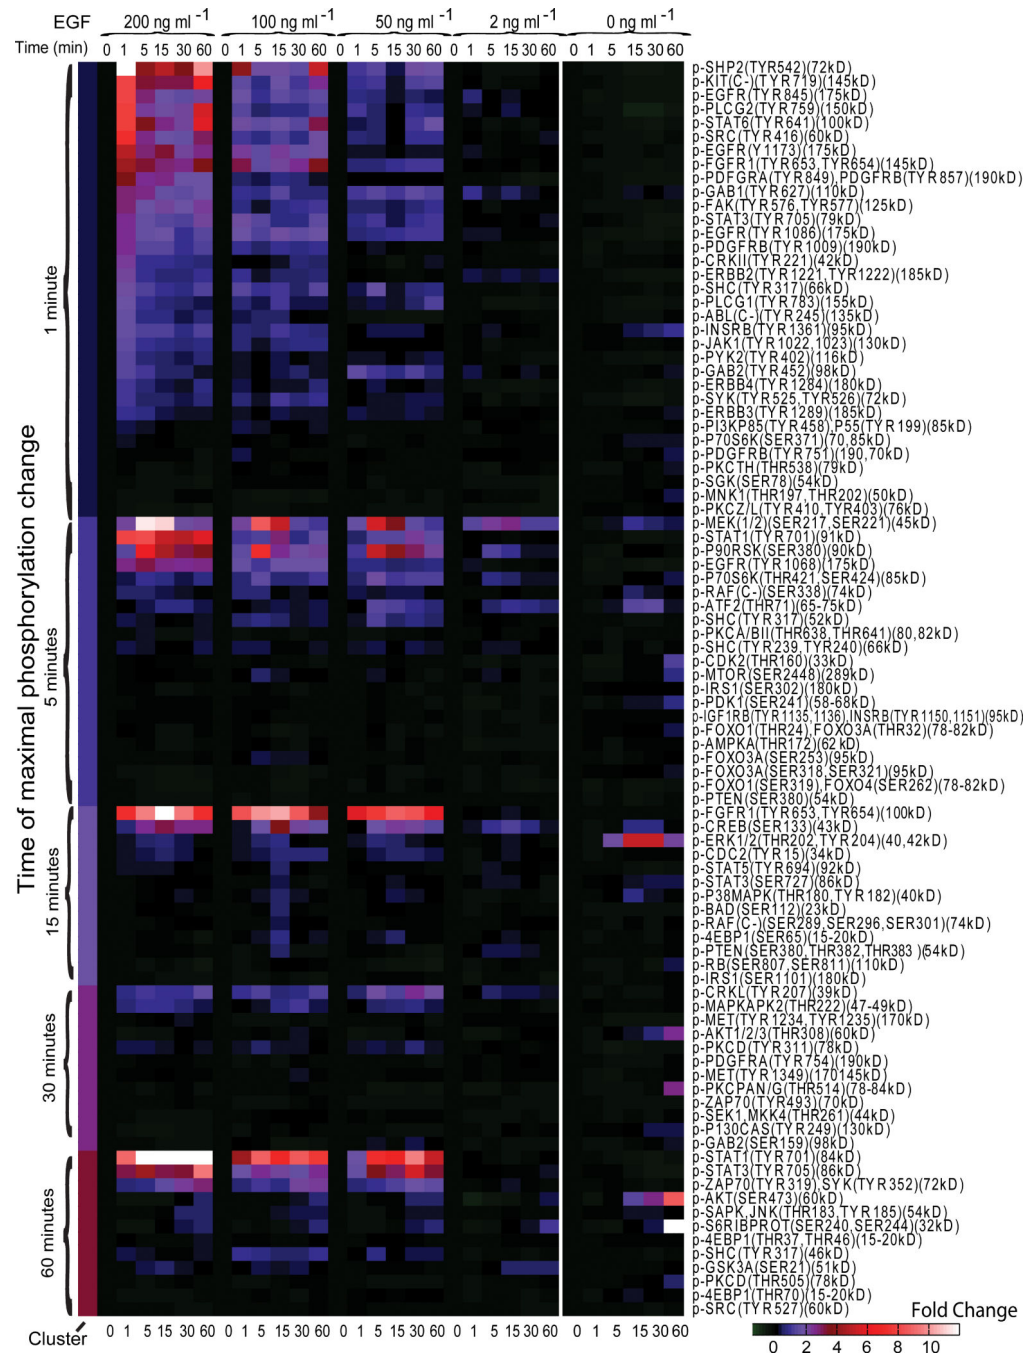 EGF 200 ng ml -1 100 ng ml -1 50 ng ml -1 2 ng ml -1 0 ng ml -1
Time (min) 0 1 5 15 30 60 0 1 5 15 30 60 0 1 5 15 30 60 0 1 5 15 30 60 0 1 5 15 30 60
Time of maximal phosphorylation change
1 minute
5 minutes
15 minutes
30 minutes
60 minutes
p-SHP2(TYR542)(72kD)
p-KIT(C-)(TYR719)(145kD)
p-EGFR(TYR845)(175kD)
p-PLCG2(TYR759)(150kD)
p-STAT6(TYR641)(100kD)
p-SRC(TYR416)(60kD)
p-EGFR(Y1173)(175kD)
p-FGFR1(TYR653,TYR654)(145kD)
p-PDFGRA(TYR849),PDGFRB(TYR857)(190kD)
p-GAB1(TYR627)(110kD)
p-FAK(TYR576,TYR577)(125kD)
p-STAT3(TYR705)(79kD)
p-EGFR(TYR1086)(175kD)
p-PDGFRB(TYR1009)(190kD)
p-CRKII(TYR221)(42kD)
p-ERBB2(TYR1221,TYR1222)(185kD)
p-SHC(TYR317)(66kD)
p-PLCG1(TYR783)(155kD)
p-ABL(C-)(TYR245)(135kD)
p-INSRB(TYR1361)(95kD)
p-JAK1(TYR1022,1023)(130kD)
p-PYK2(TYR402)(116kD)
p-GAB2(TYR452)(98kD)
p-ERBB4(TYR1284)(180kD)
p-SYK(TYR525,TYR526)(72kD)
p-ERBB3(TYR1289)(185kD)
p-PI3KP85(TYR458),P55(TYR199)(85kD)
p-P70S6K(SER371)(70,85kD)
p-PDGFRB(TYR751)(190,70kD)
p-PKCTH(THR538)(79kD)
p-SGK(SER78)(54kD)
p-MNK1(THR197,THR202)(50kD)
p-PKCZ/L(TYR410,TYR403)(76kD)
p-MEK(1/2)(SER217,SER221)(45kD)
p-STAT1(TYR701)(91kD)
p-P90RSK(SER380)(90kD)
p-EGFR(TYR1068)(175kD)
p-P70S6K(THR421,SER424)(85kD)
p-RAF(C-)(SER338)(74kD)
p-ATF2(THR71)(65-75kD)
p-SHC(TYR317)(52kD)
p-PKCA/BII(THR638,THR641)(80,82kD)
p-SHC(TYR239,TYR240)(66kD)
p-CDK2(THR160)(33kD)
p-MTOR(SER2448)(289kD)
p-IRS1(SER302)(180kD)
p-PDK1(SER241)(58-68kD)
p-IGF1RB(TYR1135,1136),INSRB(TYR1150,1151)(95kD)
p-FOXO1(THR24),FOXO3A(THR32)(78-82kD)
p-AMPKA(THR172)(62kD)
p-FOXO3A(SER253)(95kD)
p-FOXO3A(SER318,SER321)(95kD)
p-FOXO1(SER319),FOXO4(SER262)(78-82kD)
p-PTEN(SER380)(54kD)
p-FGFR1(TYR653,TYR654)(100kD)
p-CREB(SER133)(43kD)
p-ERK1/2(THR202,TYR204)(40,42kD)
p-CDC2(TYR15)(34kD)
p-STAT5(TYR694)(92kD)
p-STAT3(SER727)(86kD)
p-P38MAPK(THR180,TYR182)(40kD)
p-BAD(SER112)(23kD)
p-RAF(C-)(SER289,SER296,SER301)(74kD)
p-4EBP1(SER65)(15-20kD)
p-PTEN(SER380,THR382,THR383)(54kD)
p-RB(SER807,SER811)(110kD)
p-IRS1(SER1101)(180kD)
p-CRKL(TYR207)(39kD)
p-MAPKAPK2(THR222)(47-49kD)
p-MET(TYR1234,TYR1235)(170kD)
p-AKT1/2/3(THR308)(60kD)
p-PKCD(TYR311)(78kD)
p-PDGFRA(TYR754)(190kD)
p-MET(TYR1349)(170145kD)
p-PKCPAN/G(THR514)(78-84kD)
p-ZAP70(TYR493)(70kD)
p-SEK1,MKK4(THR261)(44kD)
p-P130CAS(TYR249)(130kD)
p-GAB2(SER159)(98kD)
p-STAT1(TYR701)(84kD)
p-STAT3(TYR705)(86kD)
p-ZAP70(TYR319),SYK(TYR352)(72kD)
p-AKT(SER473)(60kD)
p-SAPK,JNK(THR183,TYR185)(54kD)
p-S6RIBPROT(SER240,SER244)(32kD)
p-4EBP1(THR37,THR46)(15-20kD)
p-SHC(TYR317)(46kD)
p-GSK3A(SER21)(51kD)
p-PKCD(THR505)(78kD)
p-4EBP1(THR70)(15-20kD)
p-SRC(TYR527)(60kD)
Cluster 0 1 5 15 30 60 0 1 5 15 30 60 0 1 5 15 30 60 0 1 5 15 30 60 0 1 5 15 30 60
Fold Change
0 2 4 6 8 10